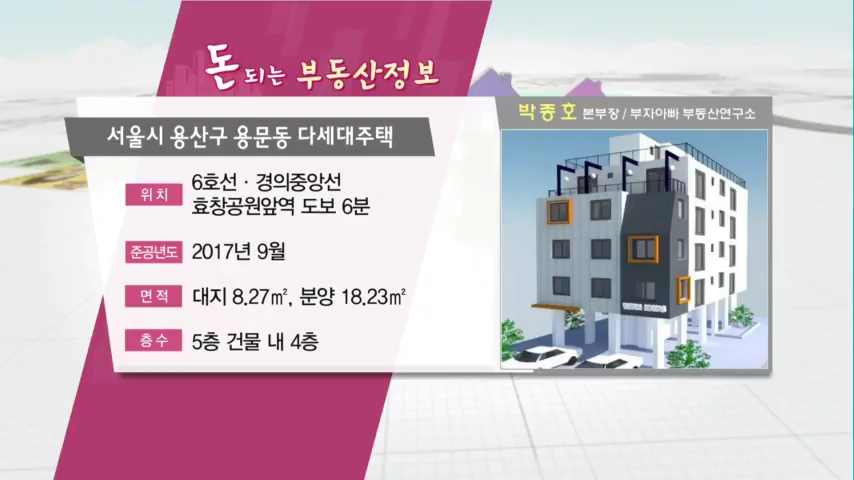 돈 되는 부동산정보
박종호 본부장 / 부자아빠 부동산연구소
서울시 용산구 용문동 다세대주택
위 치
6호선 · 경의중앙선
효창공원앞역 도보 6분
준공년도 2017년 9월
면 적 대지 8.27㎡, 분양 18.23㎡
층 수 5층 건물 내 4층